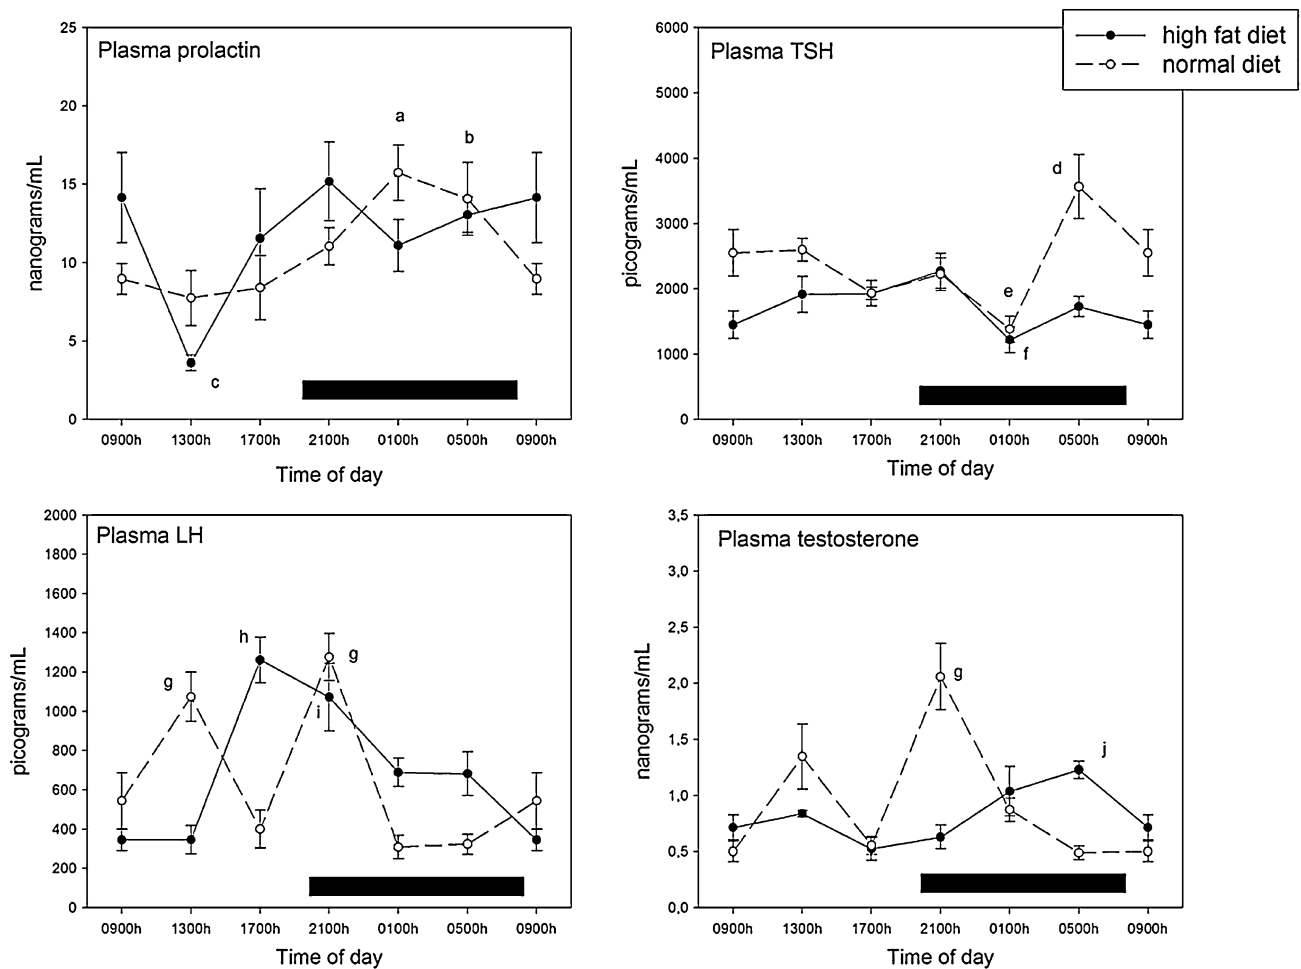 high fat diet
normal diet
Plasma prolactin
nanograms/mL
25
20
15
10
5
0
a
b
c
0900h 1300h 1700h 2100h 0100h 0500h 0900h
Time of day
Plasma TSH
picograms/mL
6000
5000
4000
3000
2000
1000
0
d
e
f
0900h 1300h 1700h 2100h 0100h 0500h 0900h
Time of day
Plasma LH
picograms/mL
2000
1800
1600
1400
1200
1000
800
600
400
200
0
h
g
g
i
0900h 1300h 1700h 2100h 0100h 0500h 0900h
Time of day
Plasma testosterone
nanograms/mL
3,5
3,0
2,5
2,0
1,5
1,0
0,5
0,0
g
j
0900h 1300h 1700h 2100h 0100h 0500h 0900h
Time of day